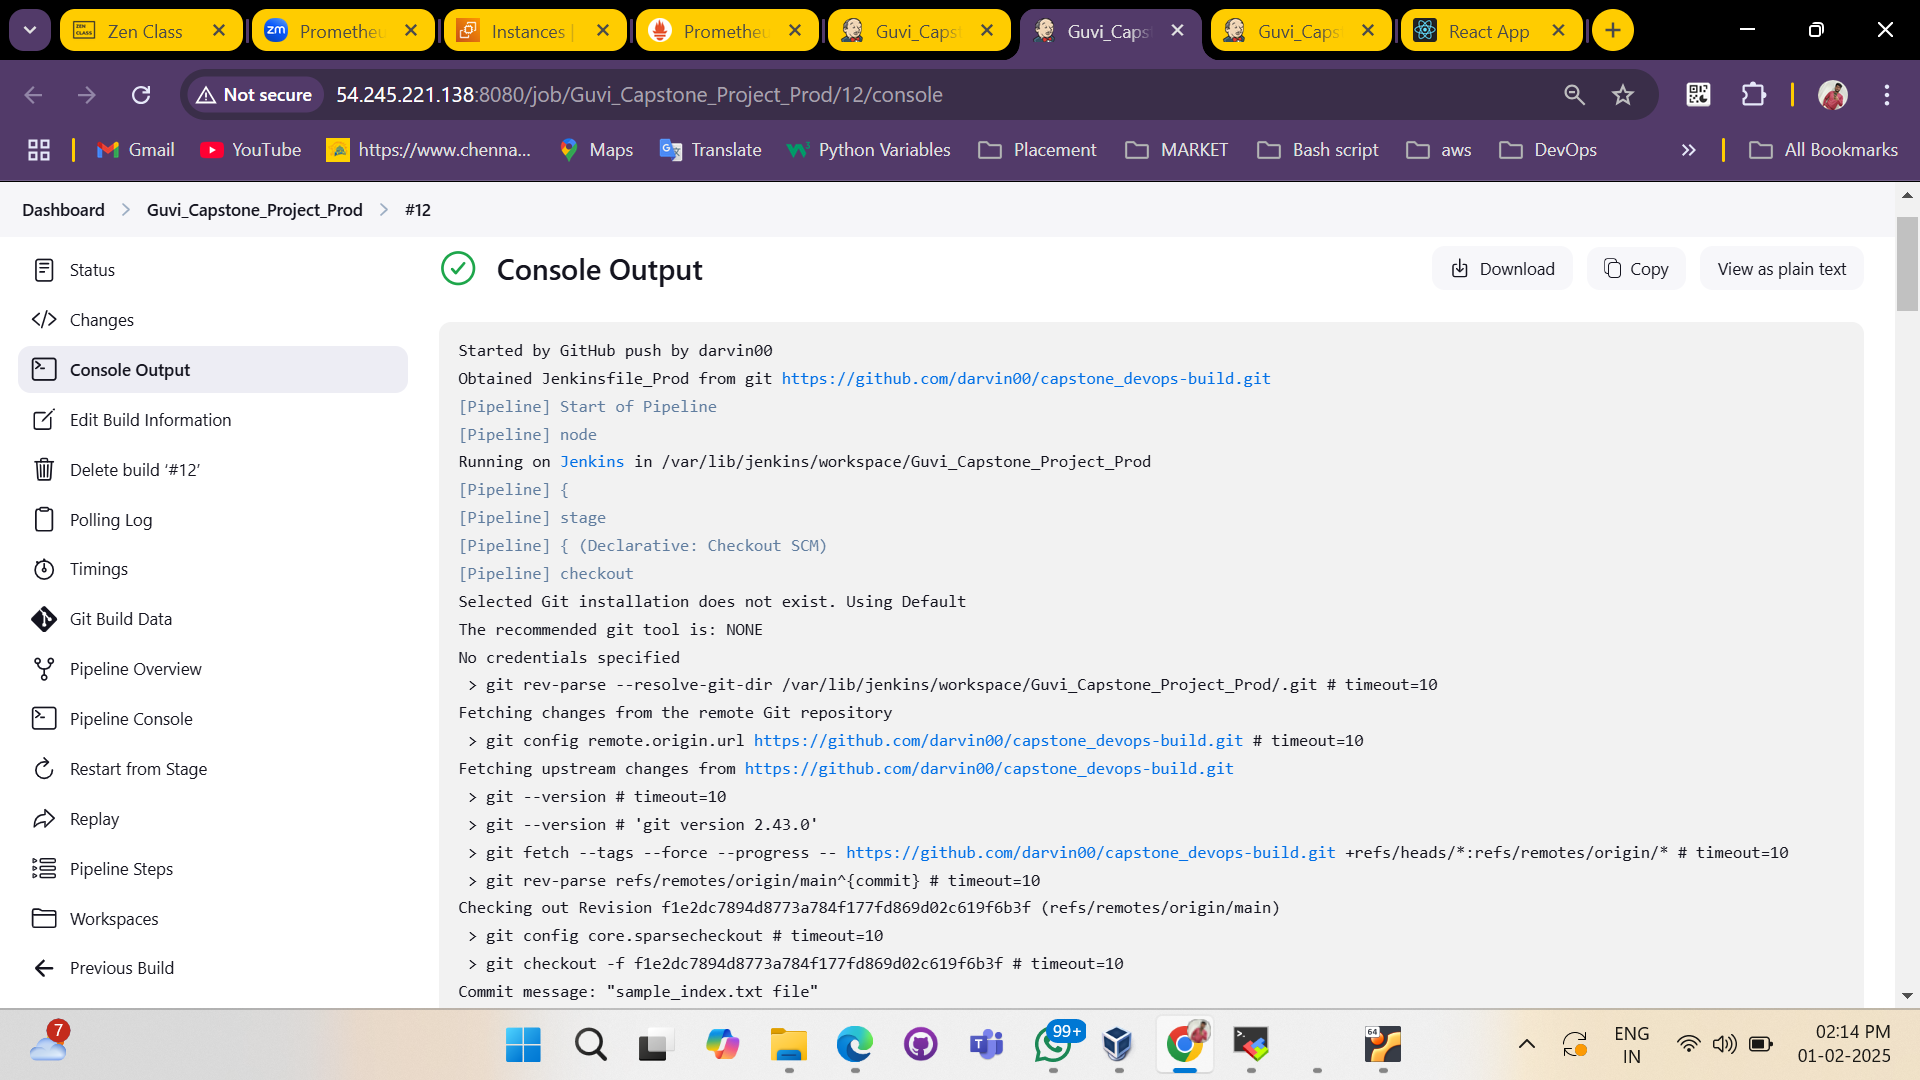 Zen Class
Prometheu
Instances
Prometheu
Guvi_Caps
Guvi_Caps
Guvi_Caps
React App
Not secure
54.245.221.138:8080/job/Guvi_Capstone_Project_Prod/12/console
Gmail
YouTube
https://www.chenna...
Maps
Translate
Python Variables
Placement
MARKET
Bash script
aws
DevOps
All Bookmarks
Dashboard > Guvi_Capstone_Project_Prod > #12
Status
Changes
Console Output
Edit Build Information
Delete build ‘#12’
Polling Log
Timings
Git Build Data
Pipeline Overview
Pipeline Console
Restart from Stage
Replay
Pipeline Steps
Workspaces
Previous Build
Console Output
Download
Copy
View as plain text
Started by GitHub push by darvin00
Obtained Jenkinsfile_Prod from git https://github.com/darvin00/capstone_devops-build.git
[Pipeline] Start of Pipeline
[Pipeline] node
Running on Jenkins in /var/lib/jenkins/workspace/Guvi_Capstone_Project_Prod
[Pipeline] {
[Pipeline] stage
[Pipeline] { (Declarative: Checkout SCM)
[Pipeline] checkout
Selected Git installation does not exist. Using Default
The recommended git tool is: NONE
No credentials specified
> git rev-parse --resolve-git-dir /var/lib/jenkins/workspace/Guvi_Capstone_Project_Prod/.git # timeout=10
Fetching changes from the remote Git repository
> git config remote.origin.url https://github.com/darvin00/capstone_devops-build.git # timeout=10
Fetching upstream changes from https://github.com/darvin00/capstone_devops-build.git
> git --version # timeout=10
> git --version # 'git version 2.43.0'
> git fetch --tags --force --progress -- https://github.com/darvin00/capstone_devops-build.git +refs/heads/*:refs/remotes/origin/* # timeout=10
> git rev-parse refs/remotes/origin/main^{commit} # timeout=10
Checking out Revision f1e2dc7894d8773a784f177fd869d02c619f6b3f (refs/remotes/origin/main)
> git config core.sparsecheckout # timeout=10
> git checkout -f f1e2dc7894d8773a784f177fd869d02c619f6b3f # timeout=10
Commit message: "sample_index.txt file"
7
99+
64
ENG
IN
02:14 PM
01-02-2025